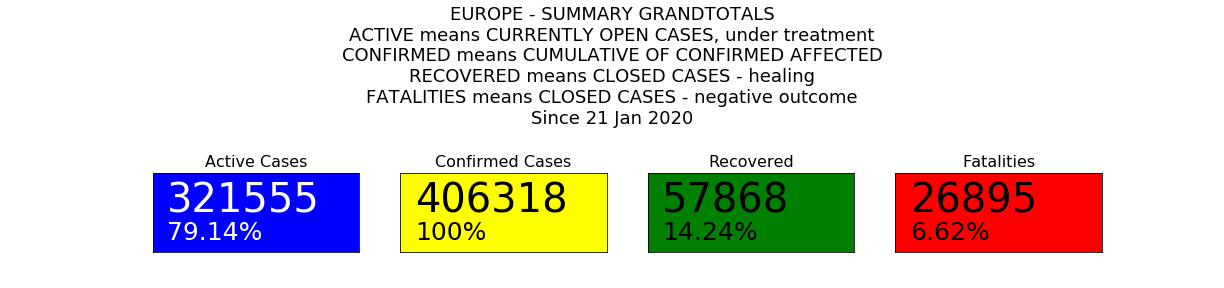 EUROPE - SUMMARY GRANDTOTALS
ACTIVE means CURRENTLY OPEN CASES, under treatment
CONFIRMED means CUMULATIVE OF CONFIRMED AFFECTED
RECOVERED means CLOSED CASES - healing
FATALITIES means CLOSED CASES - negative outcome
Since 21 Jan 2020
Active Cases
321555
79.14%
Confirmed Cases
406318
100%
Recovered
57868
14.24%
Fatalities
26895
6.62%